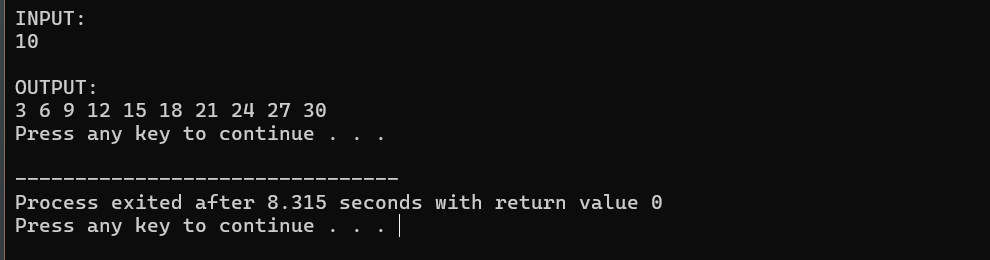 INPUT:
10
OUTPUT:
3 6 9 12 15 18 21 24 27 30
Press any key to continue . . .
--------------------------------
Process exited after 8.315 seconds with return value 0
Press any key to continue . . .